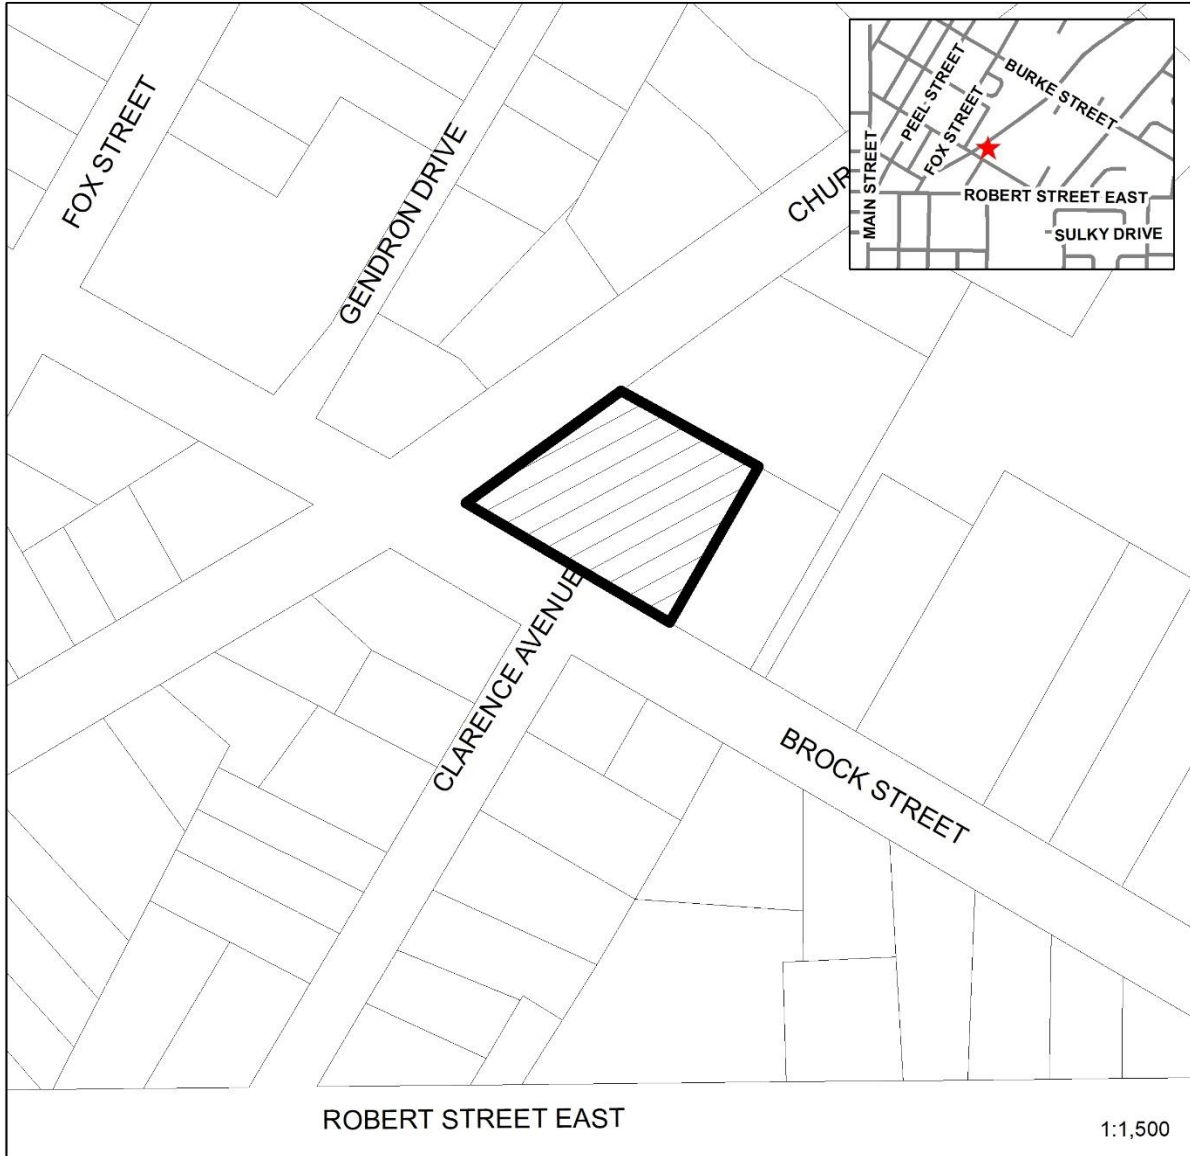 FOX STREET
GENDRON DRIVE
CHUR
BURKE STREET
PEEL STREET
FOX STREET
MAIN STREET
ROBERT STREET EAST
SULKY DRIVE
CLARENCE AVENUE
BROCK STREET
ROBERT STREET EAST
1:1,500